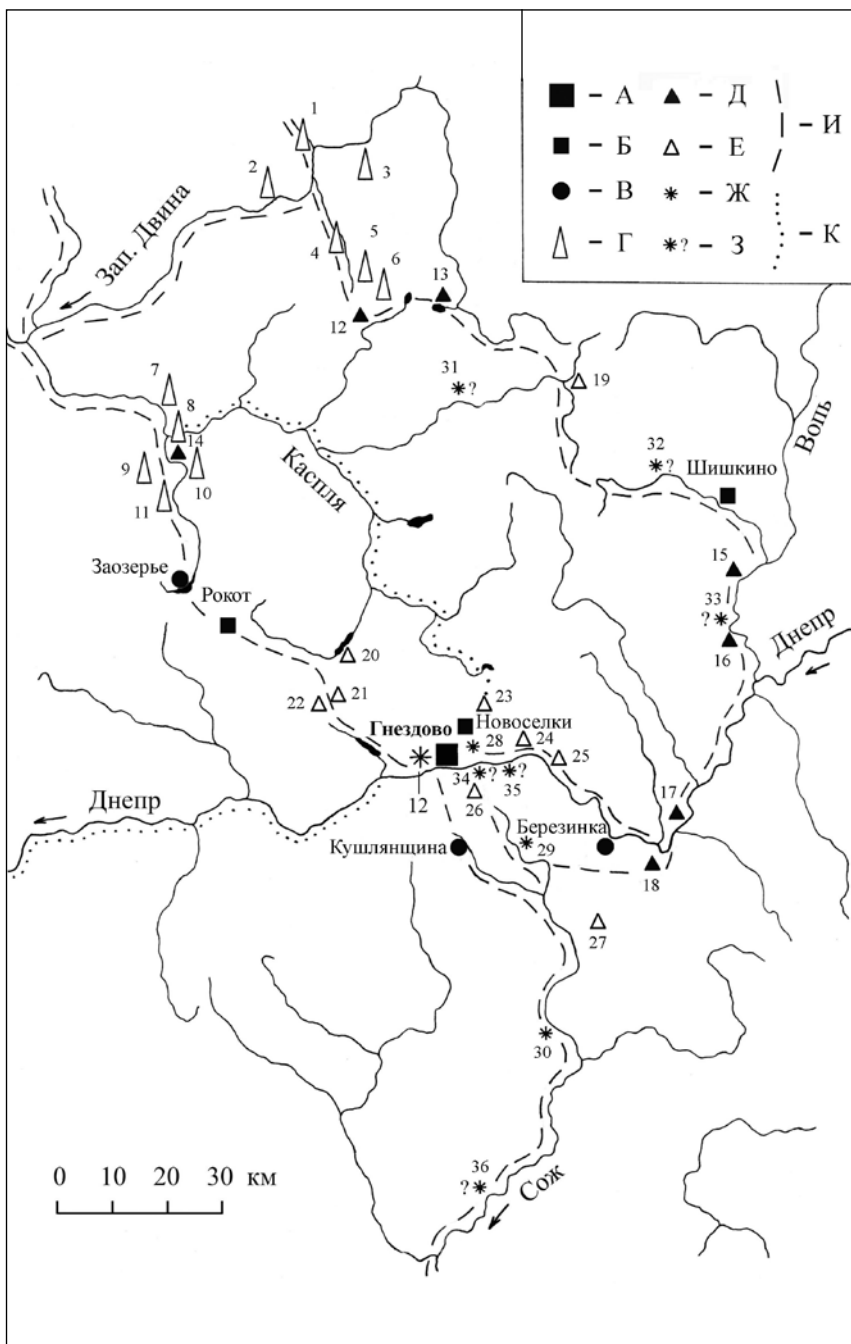 – А
– Д
– Б
– Е
– В
– Ж
– Г
*? – З
– И
– К
1
2
3
Зап. Двина
4
5
6
13
12
7
31
?
19
8
14
Вопь
9
10
Каспля
32
?
Шишкино
11
Заозерье
15
Рокот
33
?
16
Днепр
20
22
21
23
Гнездово
Новоселки
28
24
25
12
34
?
?
35
26
Днепр
17
Березинка
Кушлянщина
29
18
27
30
0 10 20 30 км
36
?
Сож